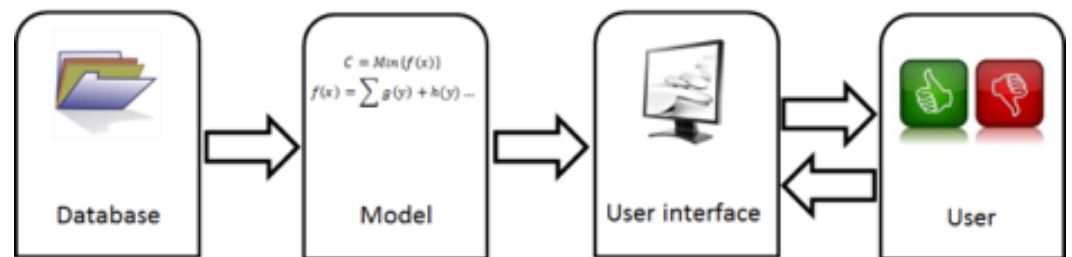 Database
C = Min{f(x)}
f(x) = ∑ g(y) + h(y) ...
Model
User interface
User